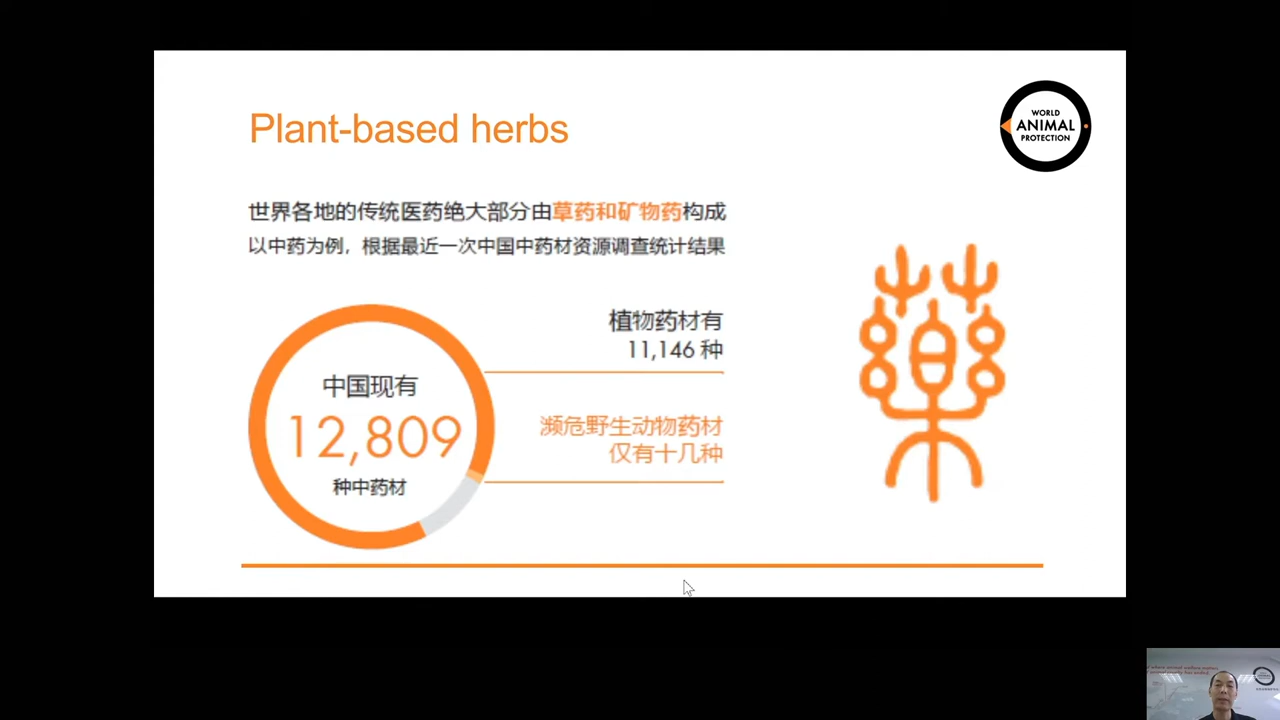 Plant-based herbs
WORLD
ANIMAL
PROTECTION
世界各地的传统医药绝大部分由草药和矿物药构成
以中药为例，根据最近一次中国中药材资源调查统计结果
中国现有
12,809
种中药材
植物药材有
11,146 种
濒危野生动物药材
仅有十几种
藥